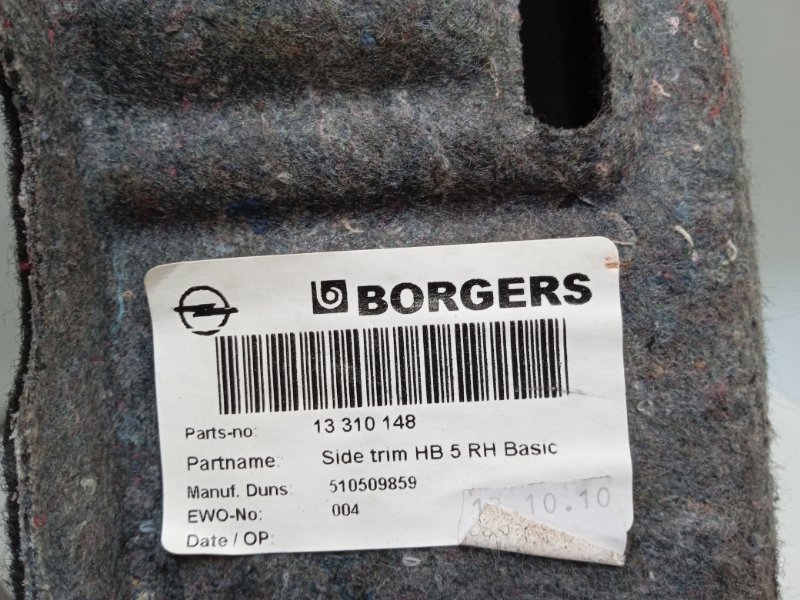 BORGERS
Parts-no: 13 310 148
Partname: Side trim HB 5 RH Basic
Manuf. Duns: 510509859
EWO-No: 004
Date / OP: 10.10